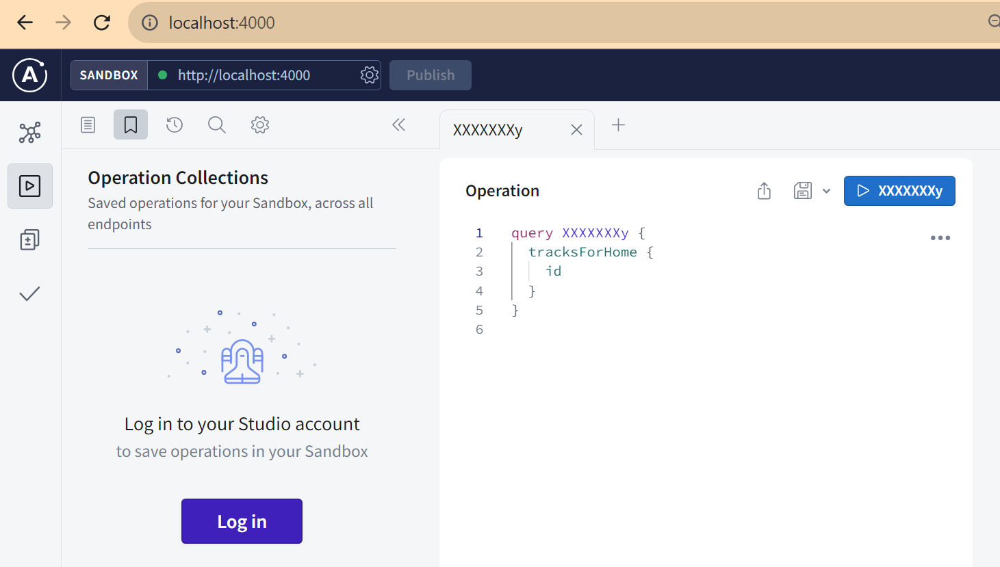 localhost:4000
A
SANDBOX
http://localhost:4000
Publish
XXXXXXXy
Operation Collections
Saved operations for your Sandbox, across all
endpoints
Log in to your Studio account
to save operations in your Sandbox
Log in
Operation
XXXXXXXy
1 query XXXXXXXy {
2 tracksForHome {
3 id
4 }
5 }
6